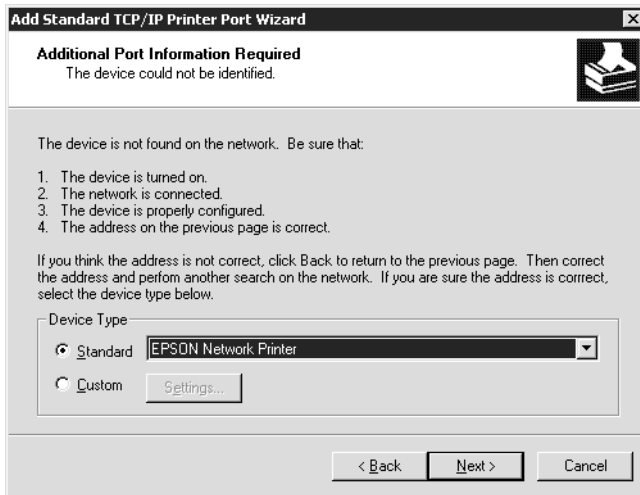 Add Standard TCP/IP Printer Port Wizard
Additional Port Information Required
The device could not be identified.
The device is not found on the network. Be sure that:
1. The device is turned on.
2. The network is connected.
3. The device is properly configured.
4. The address on the previous page is correct.
If you think the address is not correct, click Back to return to the previous page. Then correct
the address and perfom another search on the network. If you are sure the address is corrrect,
select the device type below.
Device Type
Standard EPSON Network Printer
Custom Settings...
< Back Next > Cancel